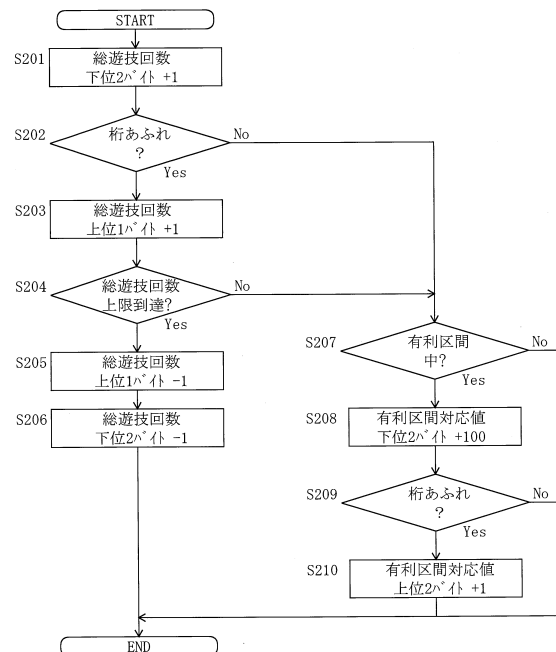 START
S201
総遊技回数
下位2ﾊﾞｲﾄ +1
S202
桁あふれ
?
No
Yes
S203
総遊技回数
上位1ﾊﾞｲﾄ +1
S204
総遊技回数
上限到達?
No
Yes
S205
総遊技回数
上位1ﾊﾞｲﾄ -1
S206
総遊技回数
下位2ﾊﾞｲﾄ -1
S207
有利区間
中?
No
Yes
S208
有利区間対応値
下位2ﾊﾞｲﾄ +100
S209
桁あふれ
?
No
Yes
S210
有利区間対応値
上位2ﾊﾞｲﾄ +1
END